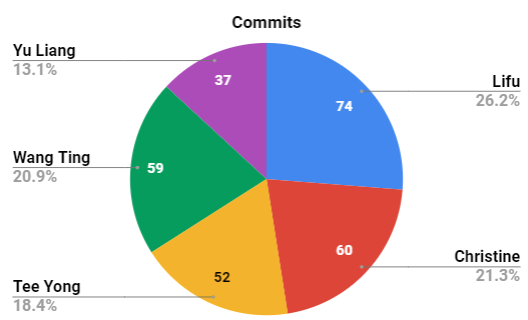 Commits
Yu Liang
13.1%
37
Lifu
26.2%
74
Wang Ting
20.9%
59
Christine
21.3%
60
Tee Yong
18.4%
52